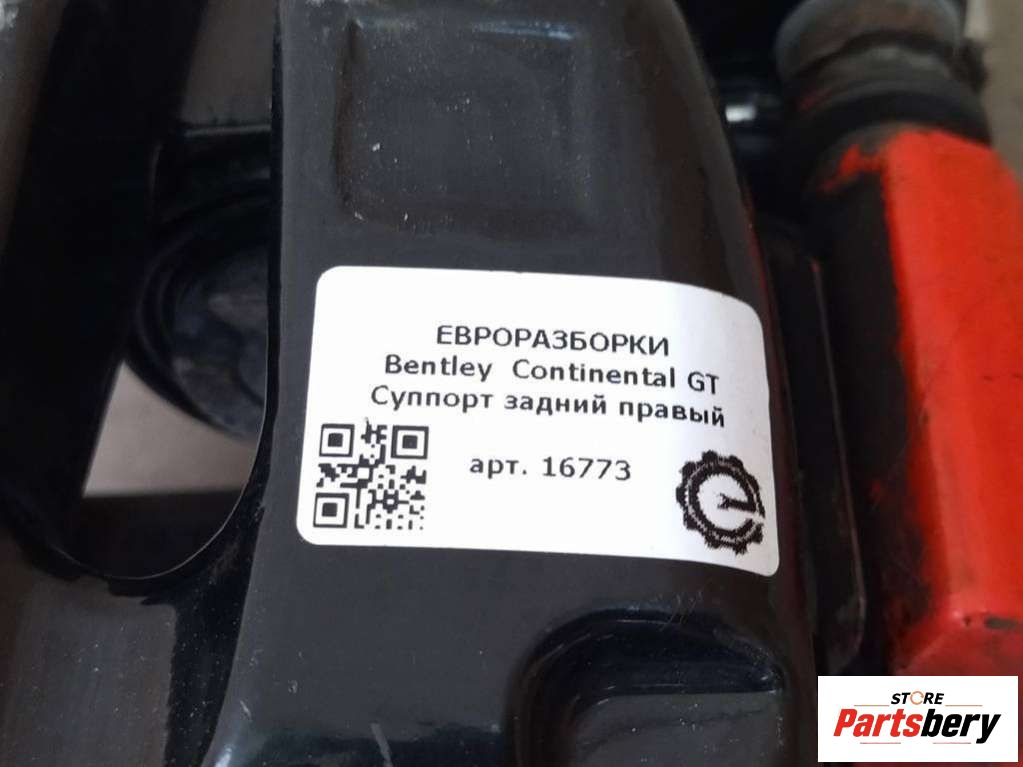 ЕВРОРАЗБОРКИ
Bentley Continental GT
Суппорт задний правый
арт. 16773
STORE
Partsbery